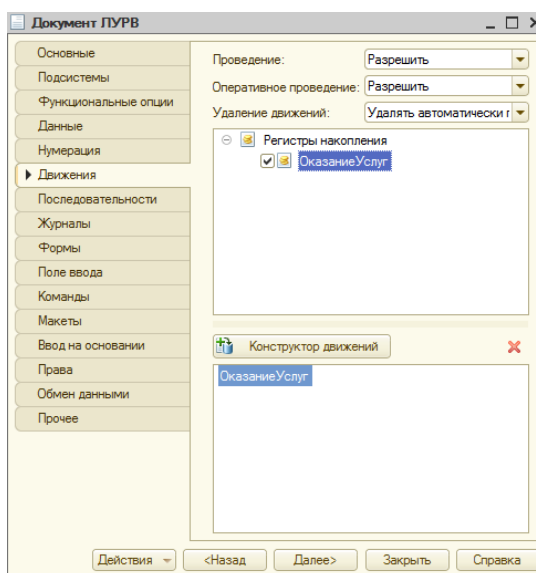 Документ ЛУРВ
Основные
Подсистемы
Функциональные опции
Данные
Нумерация
Движения
Последовательности
Журналы
Формы
Поле ввода
Команды
Макеты
Ввод на основании
Права
Обмен данными
Прочее
Проведение: Разрешить
Оперативное проведение: Разрешить
Удаление движений: Удалять автоматически г
Регистры накопления
ОказаниеУслуг
Конструктор движений
ОказаниеУслуг
Действия <Назад Далее> Закрыть Справка